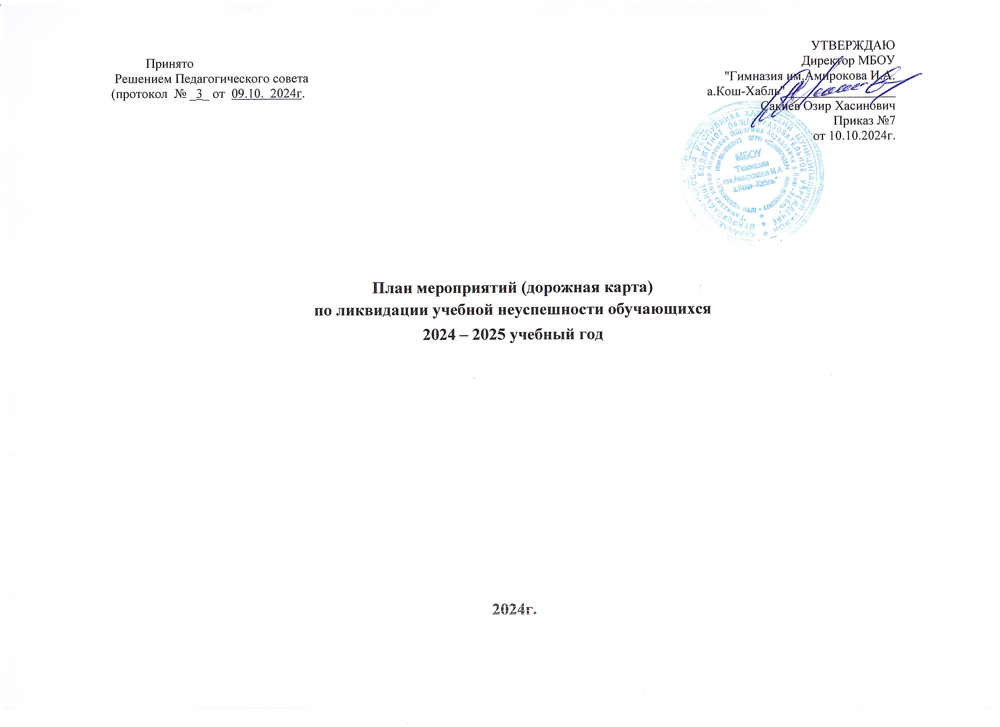 Принято
Решением Педагогического совета
(протокол № _3_ от 09.10. 2024г.
УТВЕРЖДАЮ
Директор МБОУ
"Гимназия им.Амирокова И.А.
а.Кош-Хабль"__________________
Сакиев Озир Хасинович
Приказ №7
от 10.10.2024г.
МБОУ
"Гимназия
им.Амирокова И.А.
а.Кош-Хабль"
План мероприятий (дорожная карта)
по ликвидации учебной неуспешности обучающихся
2024 – 2025 учебный год
2024г.